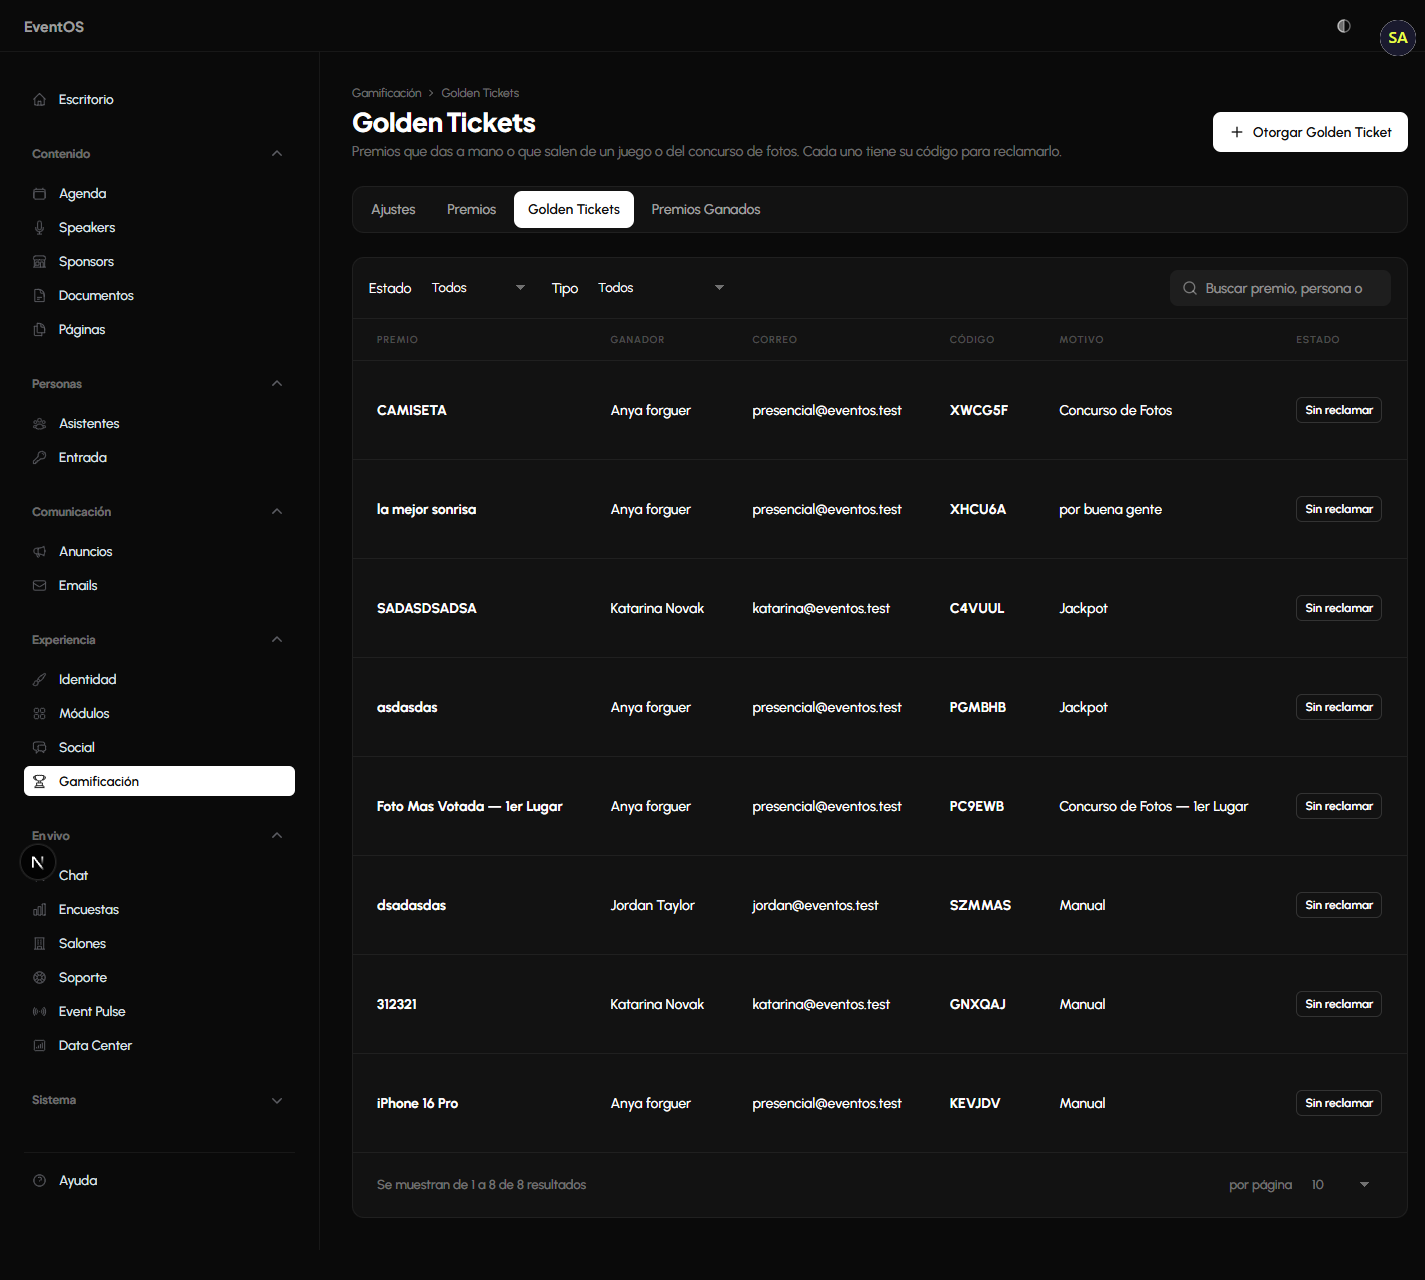 EventOS
SA
Escritorio
Contenido
Agenda
Speakers
Sponsors
Documentos
Páginas
Personas
Asistentes
Entrada
Comunicación
Anuncios
Emails
Experiencia
Identidad
Módulos
Social
Gamificación
En vivo
N
Chat
Encuestas
Salones
Soporte
Event Pulse
Data Center
Sistema
Ayuda
Gamificación > Golden Tickets
Golden Tickets
Premios que das a mano o que salen de un juego o del concurso de fotos. Cada uno tiene su código para reclamarlo.
+ Otorgar Golden Ticket
Ajustes Premios Golden Tickets Premios Ganados
Estado Todos Tipo Todos Buscar premio, persona o
PREMIO GANADOR CORREO CÓDIGO MOTIVO ESTADO
CAMISETA Anya forguer presencial@eventos.test XWCG5F Concurso de Fotos Sin reclamar
la mejor sonrisa Anya forguer presencial@eventos.test XHCU6A por buena gente Sin reclamar
SADASDSADSA Katarina Novak katarina@eventos.test C4VUUL Jackpot Sin reclamar
asdasdas Anya forguer presencial@eventos.test PGMBHB Jackpot Sin reclamar
Foto Mas Votada — 1er Lugar Anya forguer presencial@eventos.test PC9EWB Concurso de Fotos — 1er Lugar Sin reclamar
dsadasdas Jordan Taylor jordan@eventos.test SZMMAS Manual Sin reclamar
312321 Katarina Novak katarina@eventos.test GNXQAJ Manual Sin reclamar
iPhone 16 Pro Anya forguer presencial@eventos.test KEVJDV Manual Sin reclamar
Se muestran de 1 a 8 de 8 resultados por página 10